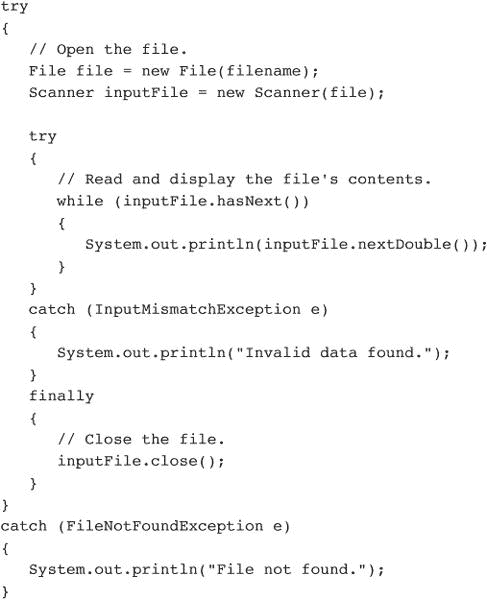 try
{
   // Open the file.
   File file = new File(filename);
   Scanner inputFile = new Scanner(file);

   try
   {
      // Read and display the file's contents.
      while (inputFile.hasNext())
      {
         System.out.println(inputFile.nextDouble());
      }
   }
   catch (InputMismatchException e)
   {
      System.out.println("Invalid data found.");
   }
   finally
   {
      // Close the file.
      inputFile.close();
   }
}
catch (FileNotFoundException e)
{
   System.out.println("File not found.");
}